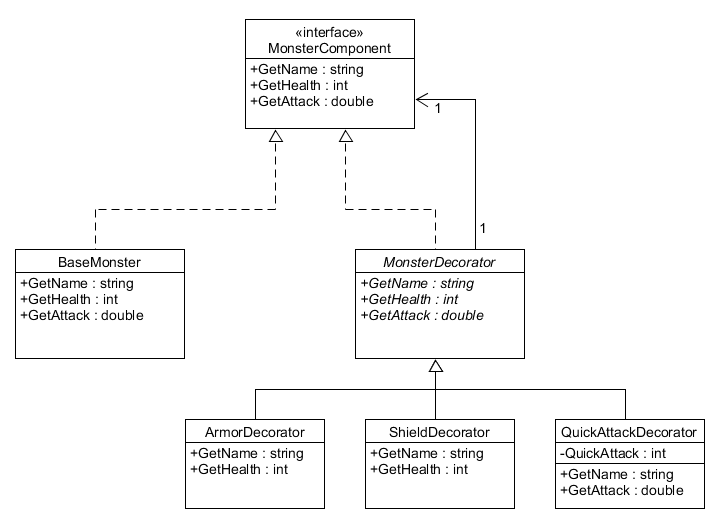 «interface»
MonsterComponent
+GetName : string
+GetHealth : int
+GetAttack : double
1
1
BaseMonster
+GetName : string
+GetHealth : int
+GetAttack : double
MonsterDecorator
+GetName : string
+GetHealth : int
+GetAttack : double
ArmorDecorator
+GetName : string
+GetHealth : int
ShieldDecorator
+GetName : string
+GetHealth : int
QuickAttackDecorator
-QuickAttack : int
+GetName : string
+GetAttack : double